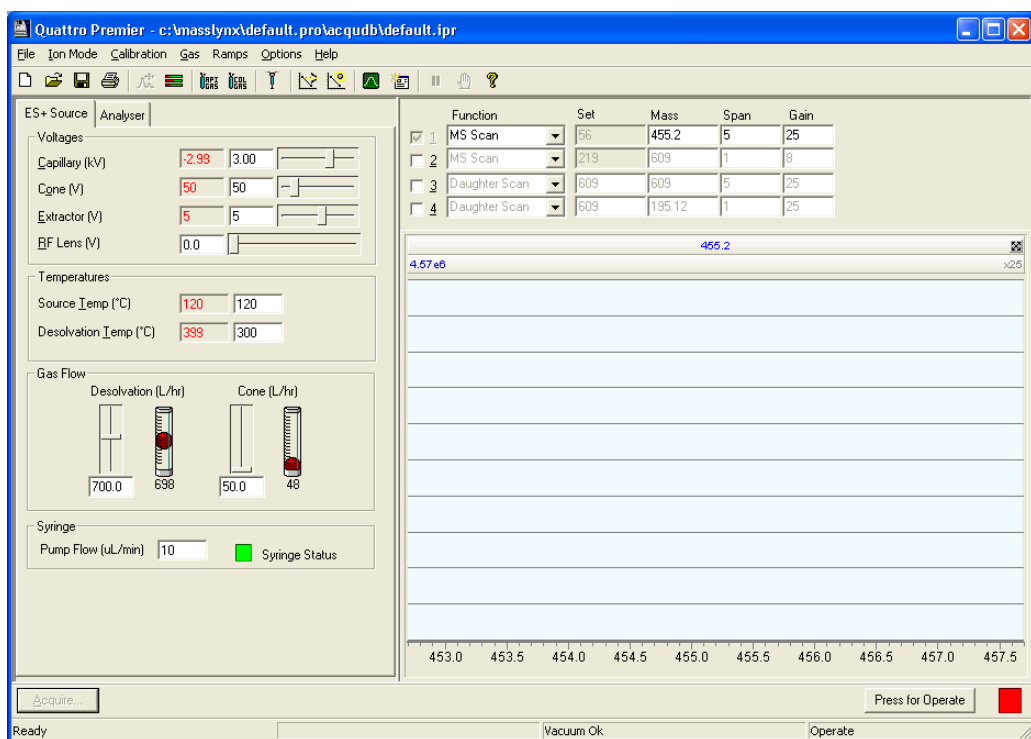 Quattro Premier - c:\masslynx\default.pro\acqudb\default.ipr
File Ion Mode Calibration Gas Ramps Options Help
ES+ Source Analyser
Voltages
Capillary (kV) -2.99 3.00
Cone (V) 50 50
Extractor (V) 5 5
RF Lens (V) 0.0
Temperatures
Source Temp (°C) 120 120
Desolvation Temp (°C) 399 300
Gas Flow
Desolvation (L/hr) Cone (L/hr)
700.0 698 50.0 48
Syringe
Pump Flow (uL/min) 10 Syringe Status
Function Set Mass Span Gain
1 MS Scan 56 455.2 5 25
2 MS Scan 219 609 1 8
3 Daughter Scan 609 609 5 25
4 Daughter Scan 609 195.12 1 25
455.2
4.57e6 x25
453.0 453.5 454.0 454.5 455.0 455.5 456.0 456.5 457.0 457.5
Acquire... Press for Operate
Ready Vacuum Ok Operate